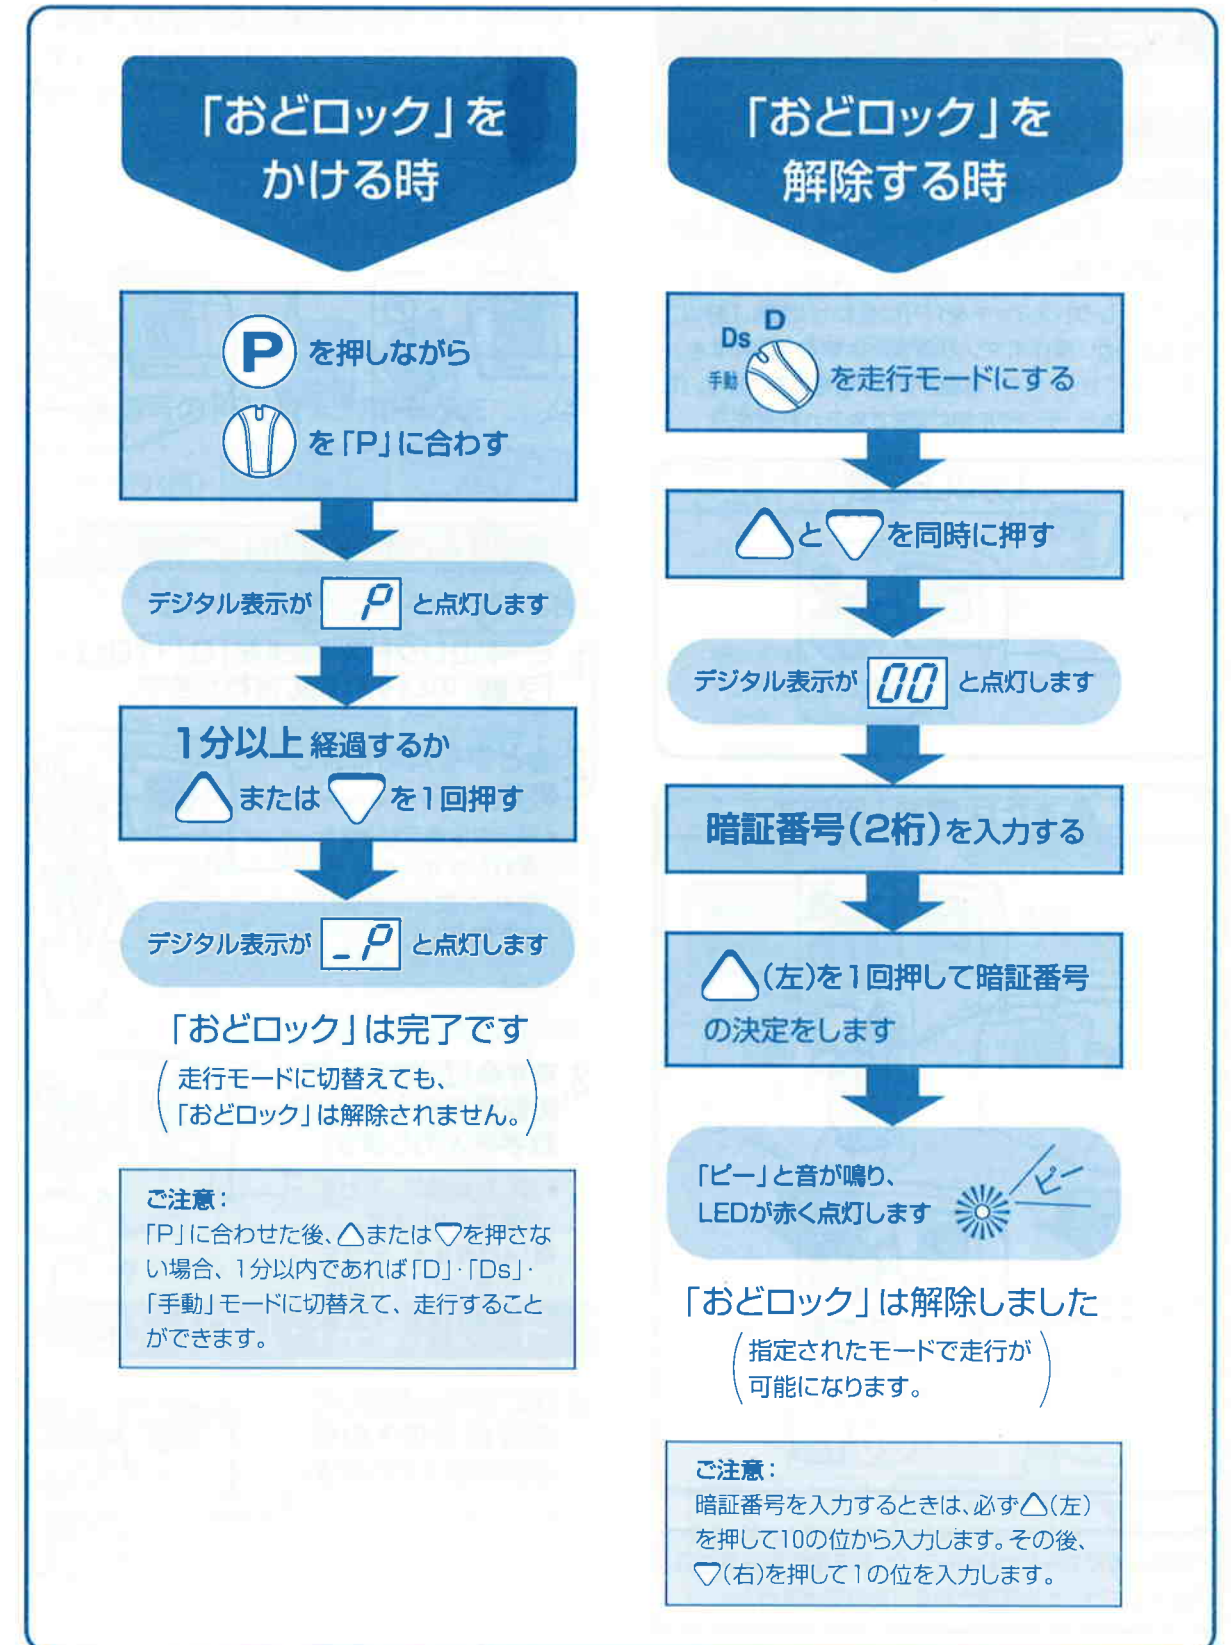 「おどロック」を
かける時
Pを押しながら
を「P」に合わす
デジタル表示が P と点灯します
1分以上経過するか
△または▽を1回押す
デジタル表示が _P と点灯します
「おどロック」は完了です
(走行モードに切替えても、
「おどロック」は解除されません。)
ご注意：
「P」に合わせた後、△または▽を押さな
い場合、1分以内であれば「D」・「Ds」・
「手動」モードに切替えて、走行すること
ができます。
「おどロック」を
解除する時
D
Ds
手動 を走行モードにする
△と▽を同時に押す
デジタル表示が 00 と点灯します
暗証番号(2桁)を入力する
△(左)を1回押して暗証番号
の決定をします
「ピー」と音が鳴り、
LEDが赤く点灯します
ピー
「おどロック」は解除しました
(指定されたモードで走行が
可能になります。)
ご注意：
暗証番号を入力するときは、必ず△(左)
を押して10の位から入力します。その後、
▽(右)を押して1の位を入力します。